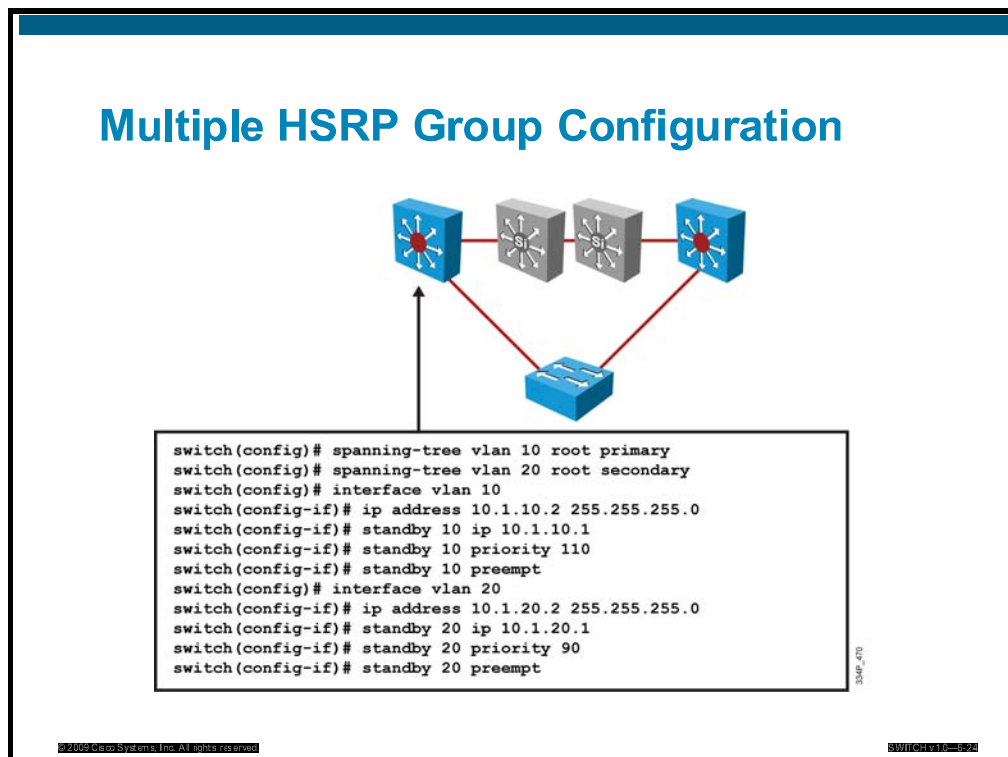 Multiple HSRP Group Configuration
Si
Si
switch(config)# spanning-tree vlan 10 root primary
switch(config)# spanning-tree vlan 20 root secondary
switch(config)# interface vlan 10
switch(config-if)# ip address 10.1.10.2 255.255.255.0
switch(config-if)# standby 10 ip 10.1.10.1
switch(config-if)# standby 10 priority 110
switch(config-if)# standby 10 preempt
switch(config)# interface vlan 20
switch(config-if)# ip address 10.1.20.2 255.255.255.0
switch(config-if)# standby 20 ip 10.1.20.1
switch(config-if)# standby 20 priority 90
switch(config-if)# standby 20 preempt
334P_470
© 2009 Cisco Systems, Inc. All rights reserved.
SWITCH v1.0—6-24